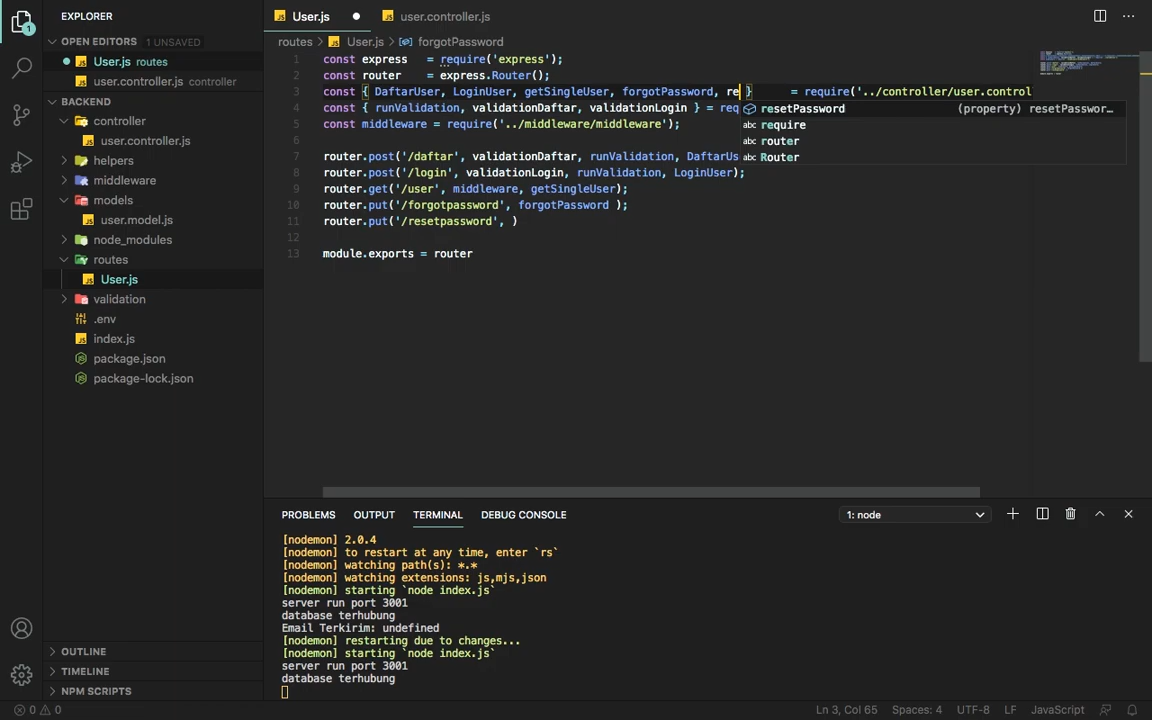 EXPLORER
OPEN EDITORS 1 UNSAVED
User.js routes
user.controller.js controller
BACKEND
controller
user.controller.js
helpers
middleware
models
user.model.js
node_modules
routes
User.js
validation
.env
index.js
package.json
package-lock.json
OUTLINE
TIMELINE
NPM SCRIPTS
1
User.js
user.controller.js
routes > User.js > forgotPassword
1 const express = require('express');
2 const router = express.Router();
3 const { DaftarUser, LoginUser, getSingleUser, forgotPassword, re } = require('../controller/user.control
4 const { runValidation, validationDaftar, validationLogin } = req
5 const middleware = require('../middleware/middleware');
6
7 router.post('/daftar', validationDaftar, runValidation, DaftarUs
8 router.post('/login', validationLogin, runValidation, LoginUser);
9 router.get('/user', middleware, getSingleUser);
10 router.put('/forgotpassword', forgotPassword );
11 router.put('/resetpassword', )
12
13 module.exports = router
resetPassword (property) resetPasswor…
abc require
abc router
abc Router
PROBLEMS OUTPUT TERMINAL DEBUG CONSOLE 1: node
[nodemon] 2.0.4
[nodemon] to restart at any time, enter `rs`
[nodemon] watching path(s): *.*
[nodemon] watching extensions: js,mjs,json
[nodemon] starting `node index.js`
server run port 3001
database terhubung
Email Terkirim: undefined
[nodemon] restarting due to changes...
[nodemon] starting `node index.js`
server run port 3001
database terhubung
0 0 Ln 3, Col 65 Spaces: 4 UTF-8 LF JavaScript